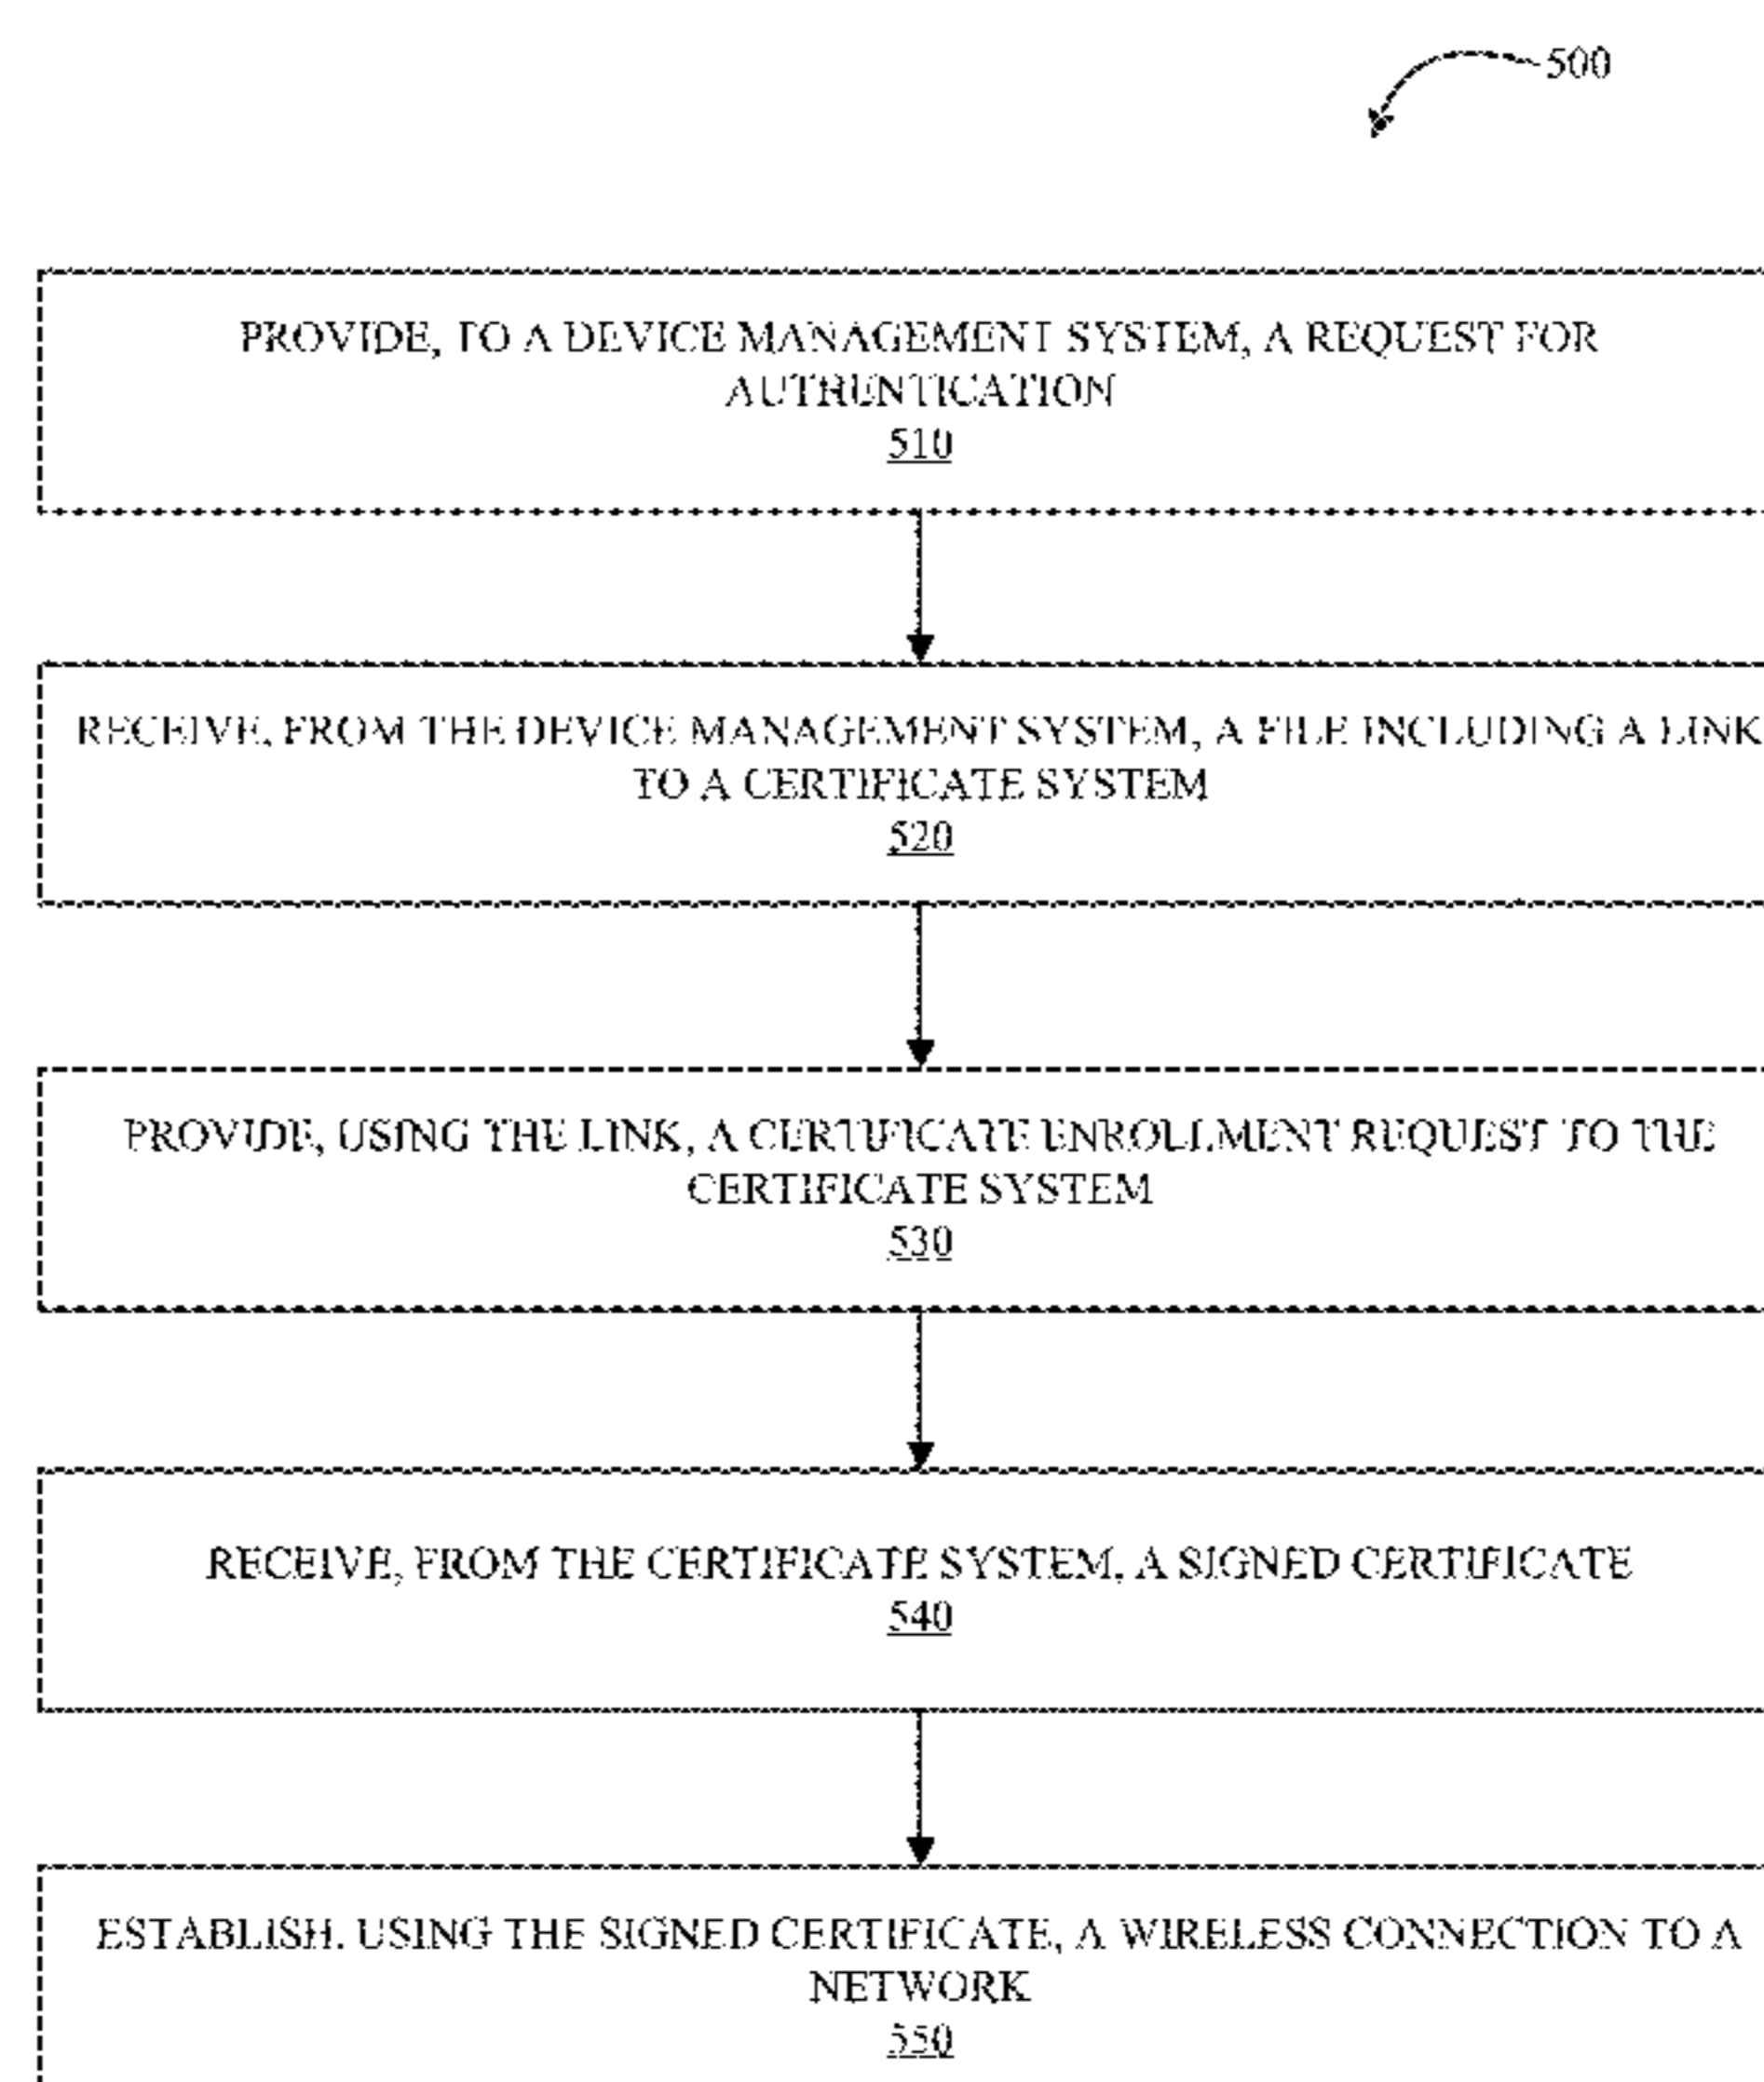 500
PROVIDE, TO A DEVICE MANAGEMENT SYSTEM, A REQUEST FOR
AUTHENTICATION
510
RECEIVE, FROM THE DEVICE MANAGEMENT SYSTEM, A FILE INCLUDING A LINK
TO A CERTIFICATE SYSTEM
520
PROVIDE, USING THE LINK, A CERTIFICATE ENROLLMENT REQUEST TO THE
CERTIFICATE SYSTEM
530
RECEIVE, FROM THE CERTIFICATE SYSTEM, A SIGNED CERTIFICATE
540
ESTABLISH, USING THE SIGNED CERTIFICATE, A WIRELESS CONNECTION TO A
NETWORK
550